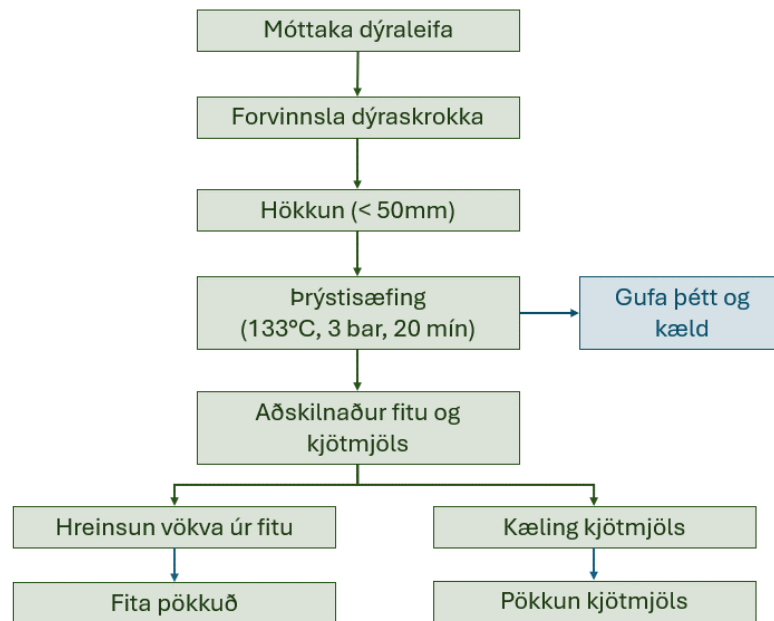 Móttaka dýraleifa
Forvinnsla dýraskrokka
Hökkun (< 50mm)
Þrýstisæfing
(133°C, 3 bar, 20 mín)
Gufa þétt og
kæld
Aðskilnaður fitu og
kjötmjöls
Hreinsun vökva úr fitu
Kæling kjötmjöls
Fita pökkuð
Pökkun kjötmjöls